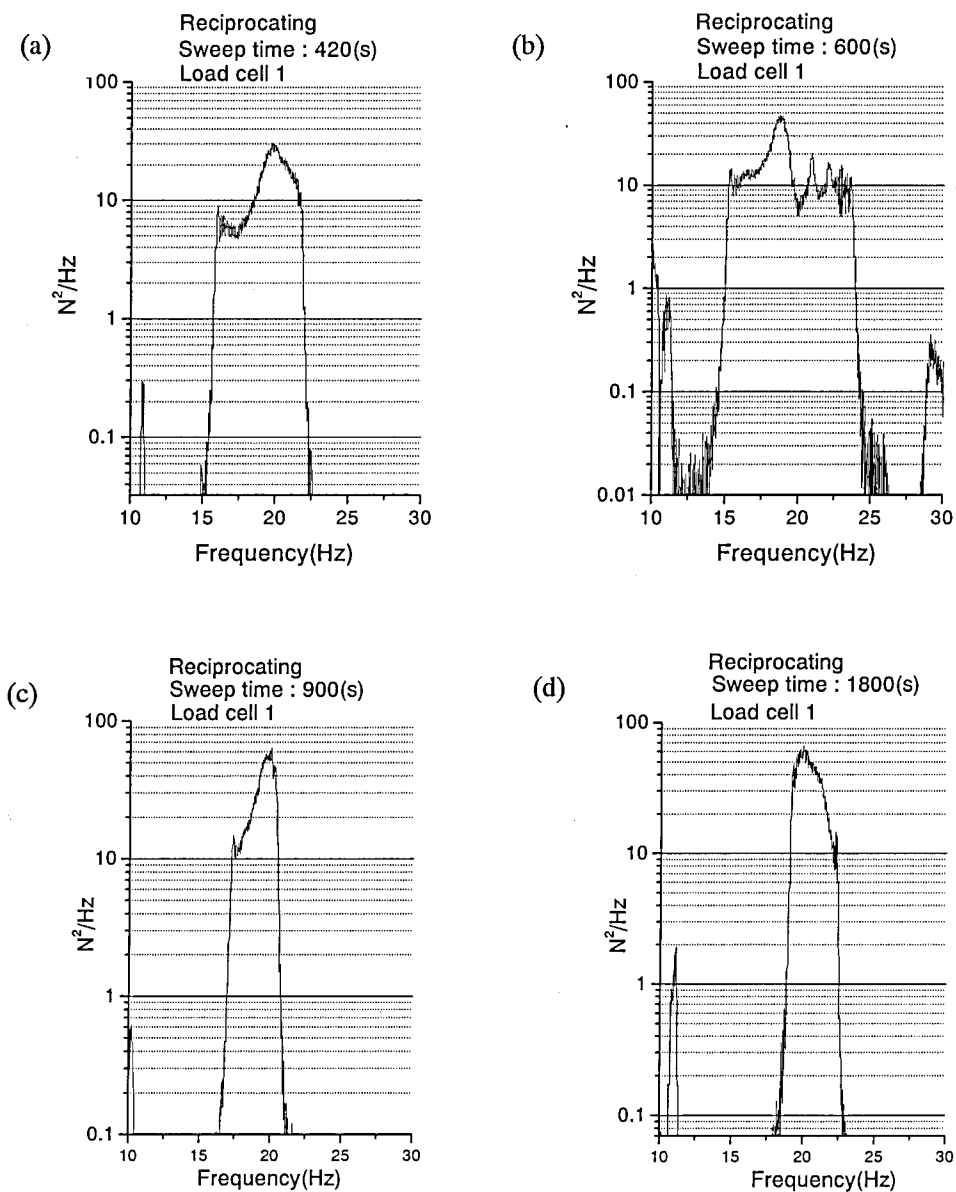 (a)
Reciprocating
Sweep time : 420(s)
Load cell 1
100
10
1
0.1
N²/Hz
10 15 20 25 30
Frequency(Hz)
(b)
Reciprocating
Sweep time : 600(s)
Load cell 1
100
10
1
0.1
0.01
N²/Hz
10 15 20 25 30
Frequency(Hz)
(c)
Reciprocating
Sweep time : 900(s)
Load cell 1
100
10
1
0.1
N²/Hz
10 15 20 25 30
Frequency(Hz)
(d)
Reciprocating
Sweep time : 1800(s)
Load cell 1
100
10
1
0.1
N²/Hz
10 15 20 25 30
Frequency(Hz)